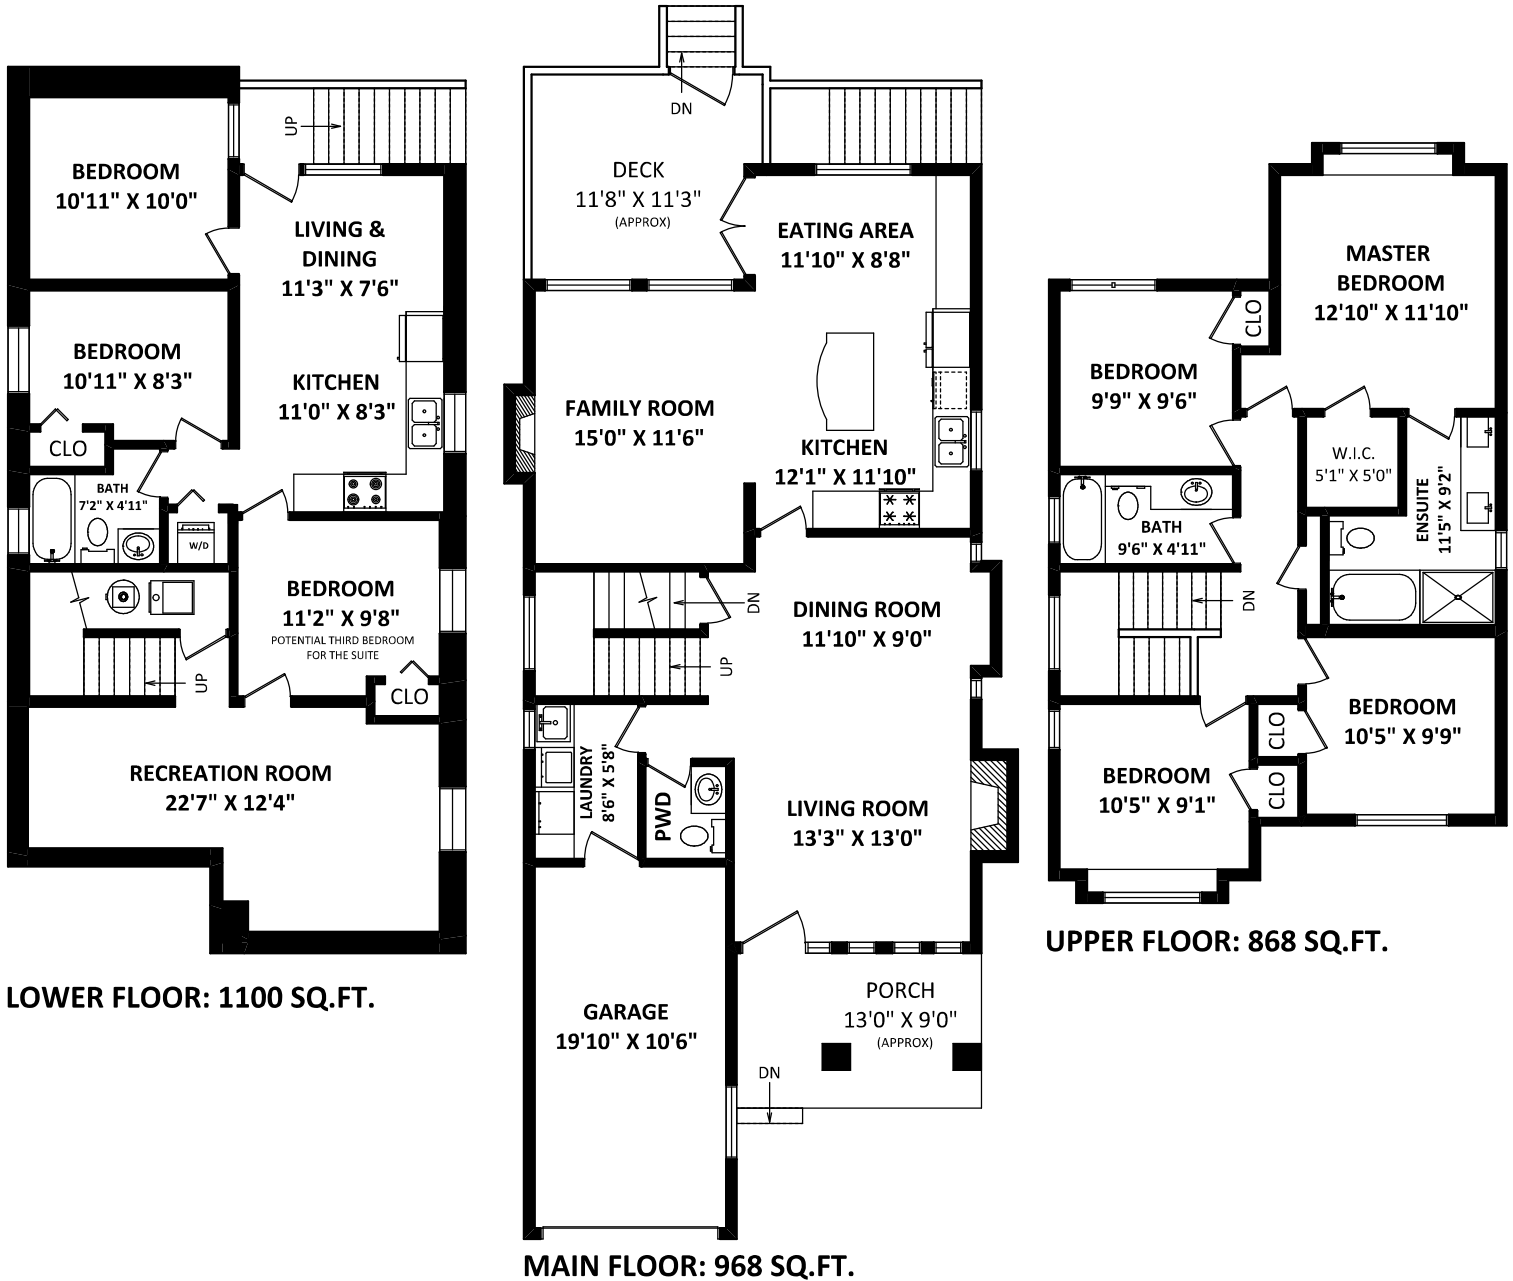 BEDROOM
10'11" X 10'0"
UP
LIVING &
DINING
11'3" X 7'6"
BEDROOM
10'11" X 8'3"
KITCHEN
11'0" X 8'3"
CLO
BATH
7'2" X 4'11"
W/D
BEDROOM
11'2" X 9'8"
POTENTIAL THIRD BEDROOM
FOR THE SUITE
UP
CLO
RECREATION ROOM
22'7" X 12'4"
LOWER FLOOR: 1100 SQ.FT.
DN
DECK
11'8" X 11'3"
(APPROX)
EATING AREA
11'10" X 8'8"
FAMILY ROOM
15'0" X 11'6"
KITCHEN
12'1" X 11'10"
DN
DINING ROOM
11'10" X 9'0"
UP
LAUNDRY
8'6" X 5'8"
PWD
LIVING ROOM
13'3" X 13'0"
GARAGE
19'10" X 10'6"
PORCH
13'0" X 9'0"
(APPROX)
DN
MAIN FLOOR: 968 SQ.FT.
MASTER
BEDROOM
12'10" X 11'10"
CLO
BEDROOM
9'9" X 9'6"
W.I.C.
5'1" X 5'0"
ENSUITE
11'5" X 9'2"
BATH
9'6" X 4'11"
DN
BEDROOM
10'5" X 9'9"
CLO
BEDROOM
10'5" X 9'1"
CLO
UPPER FLOOR: 868 SQ.FT.